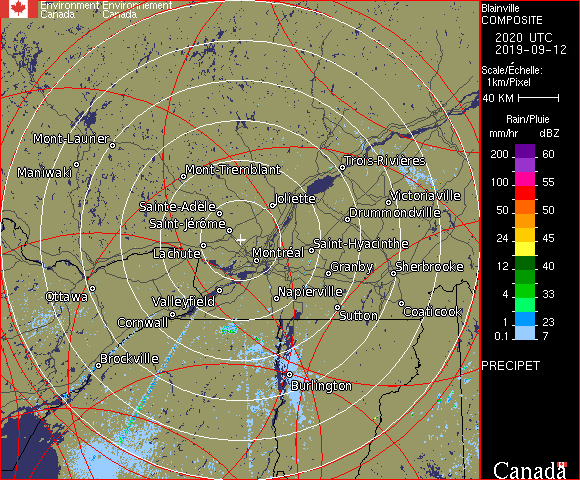 Environment Environnement
Canada Canada
Blainville
COMPOSITE
2020 UTC
2019-09-12
Scale/Échelle:
1km/Pixel
40 KM
Rain/Pluie
mm/hr dBZ
200 60
100 55
50 50
24 45
12 40
4 33
1 23
0.1 7
PRECIPET
Canada
Mont-Laurier
Maniwaki
Mont-Tremblant
Trois-Rivières
Joliette
Victoriaville
Sainte-Adèle
Drummondville
Saint-Jérôme
Lachute
Montréal
Saint-Hyacinthe
Granby
Sherbrooke
Ottawa
Valleyfield
Napierville
Cornwall
Sutton
Coaticook
Brockville
Burlington